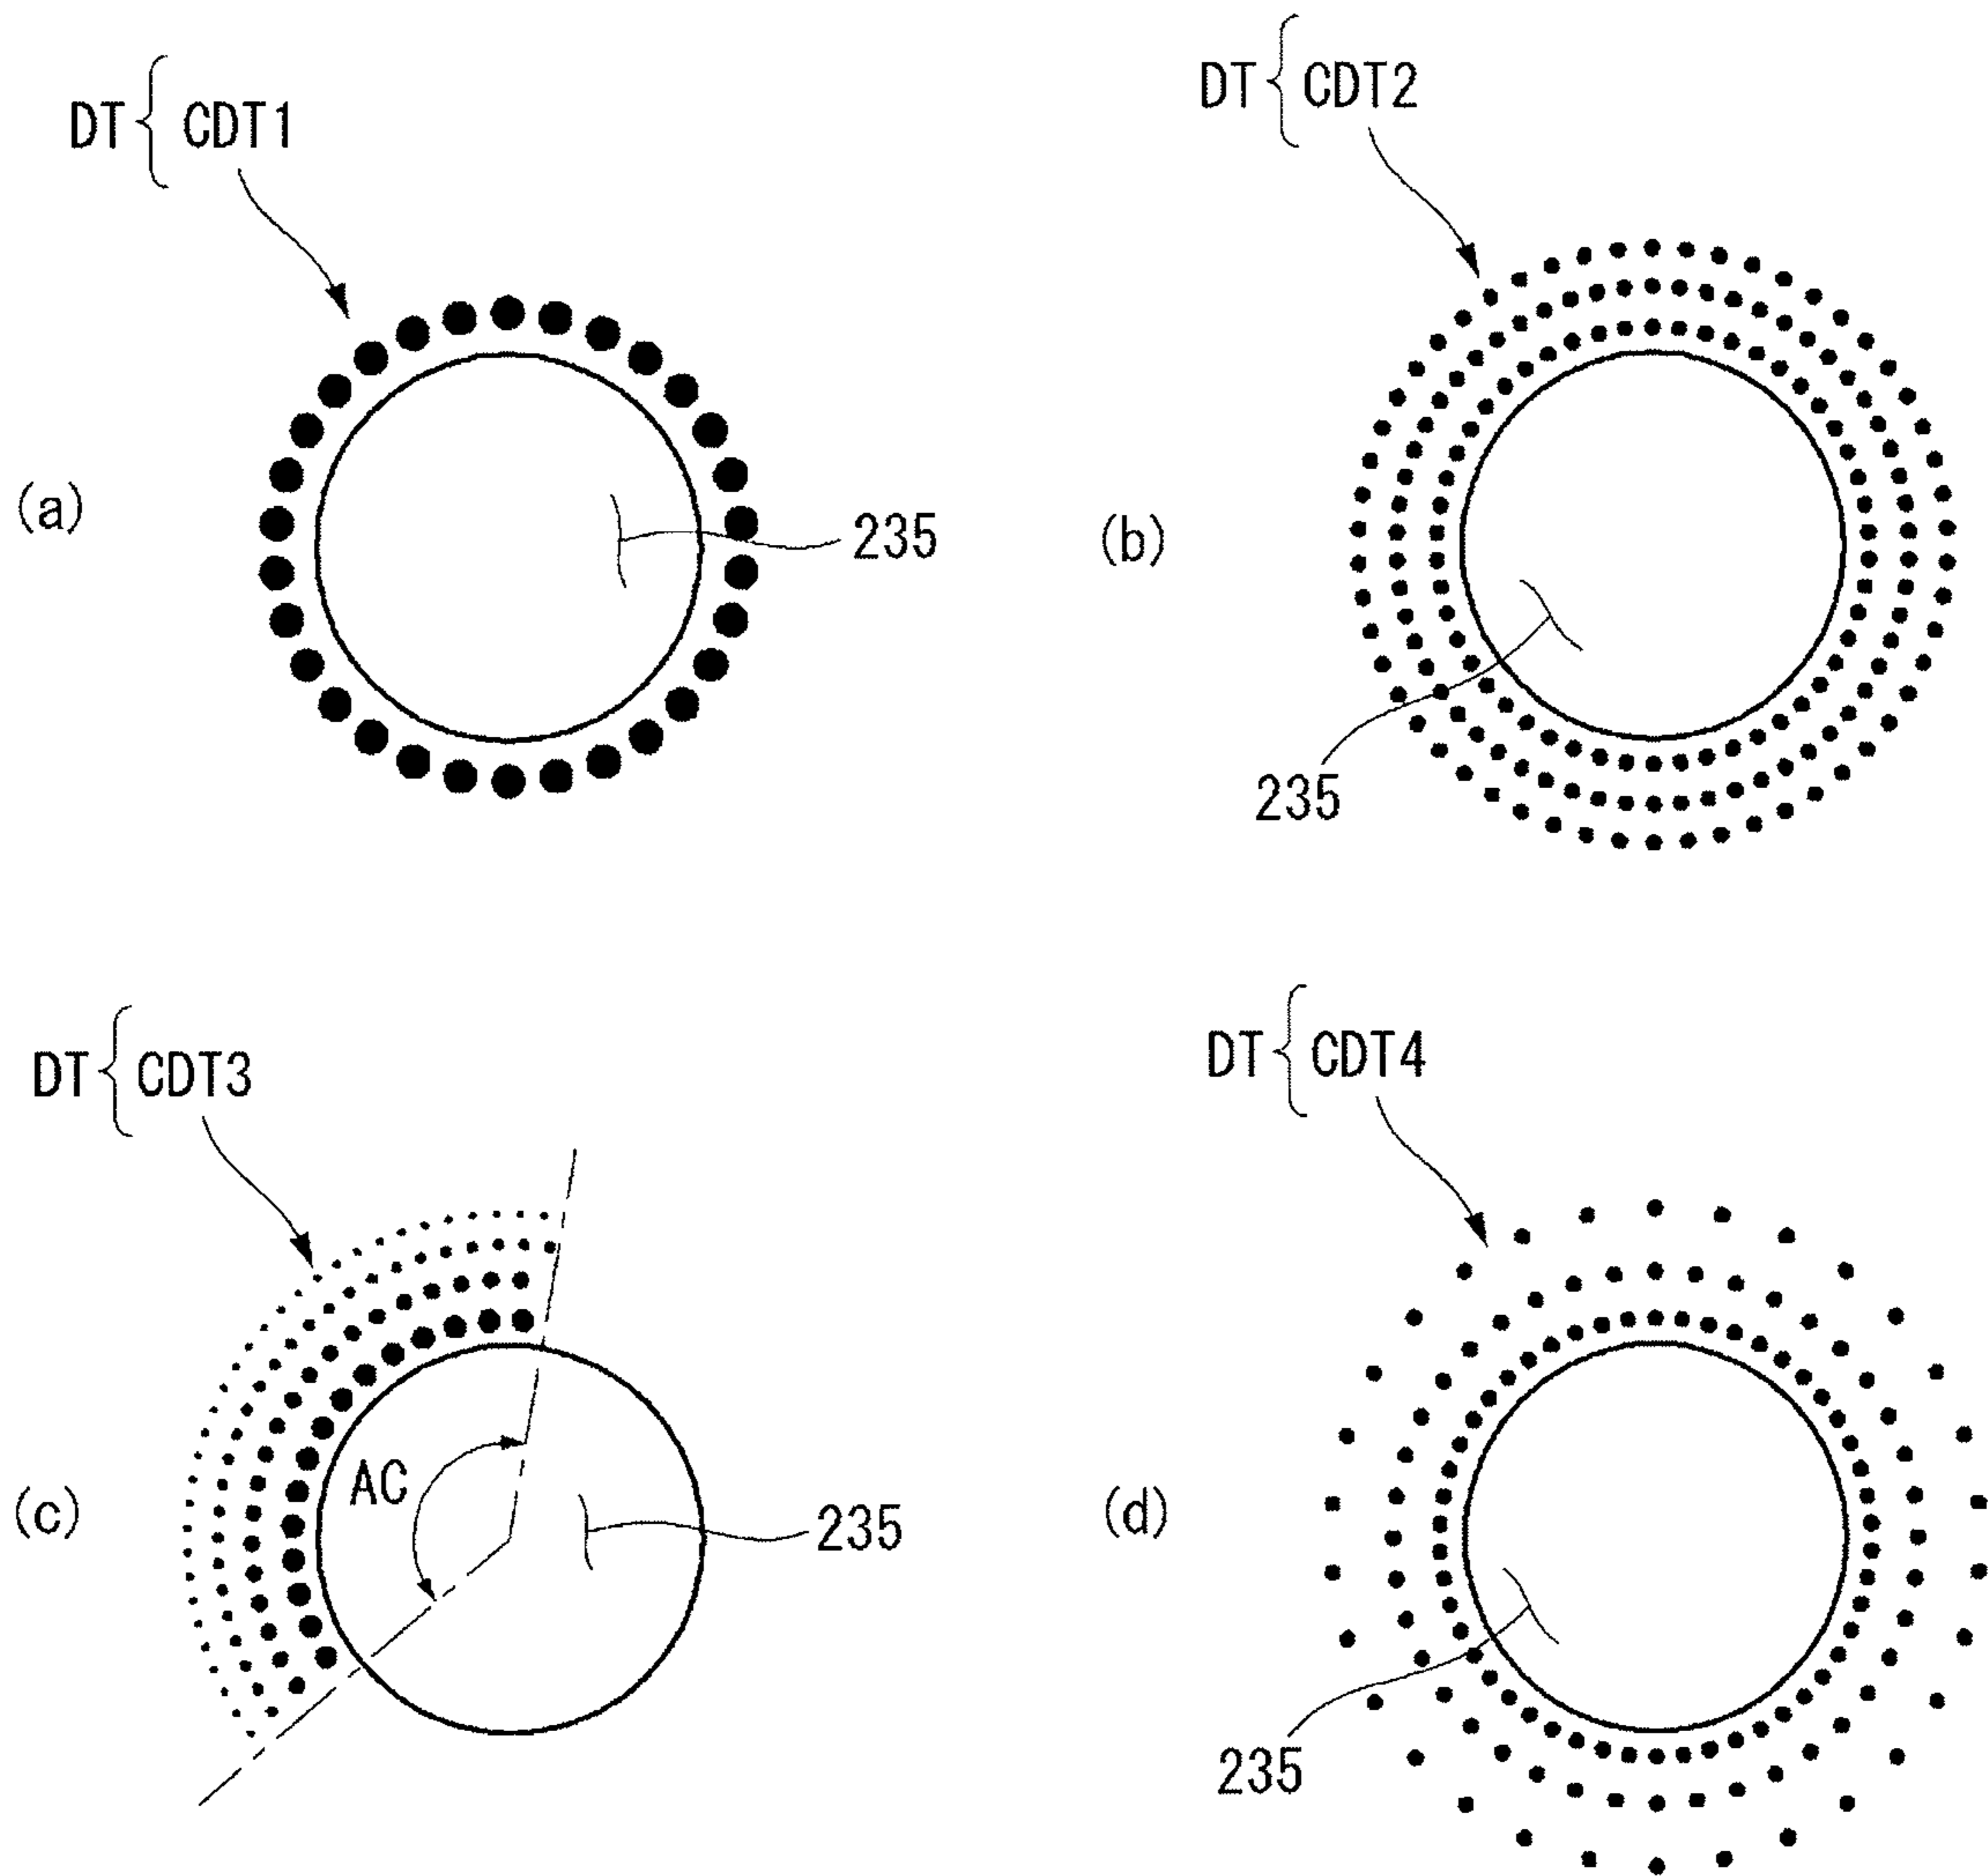 DT { CDT1
(a)
235
DT { CDT2
(b)
235
DT { CDT3
(c)
AC
235
DT { CDT4
(d)
235